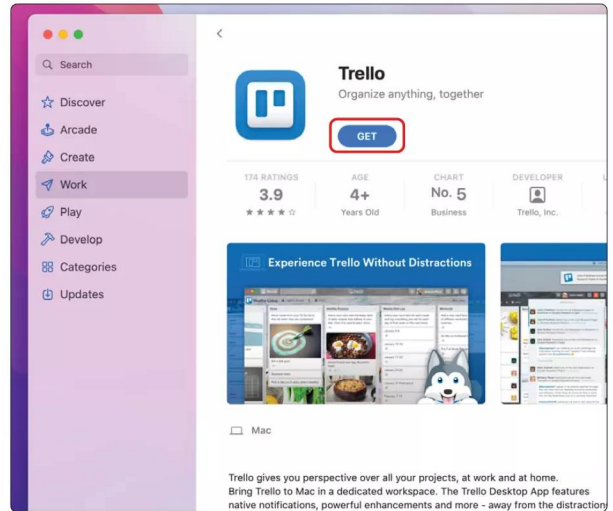 Search
Discover
Arcade
Create
Work
Play
Develop
Categories
Updates
Trello
Organize anything, together
GET
174 RATINGS
3.9
AGE
4+
Years Old
CHART
No. 5
Business
DEVELOPER
Trello, Inc.
Experience Trello Without Distractions
Mac
Trello gives you perspective over all your projects, at work and at home.
Bring Trello to Mac in a dedicated workspace. The Trello Desktop App features
native notifications, powerful enhancements and more - away from the distraction